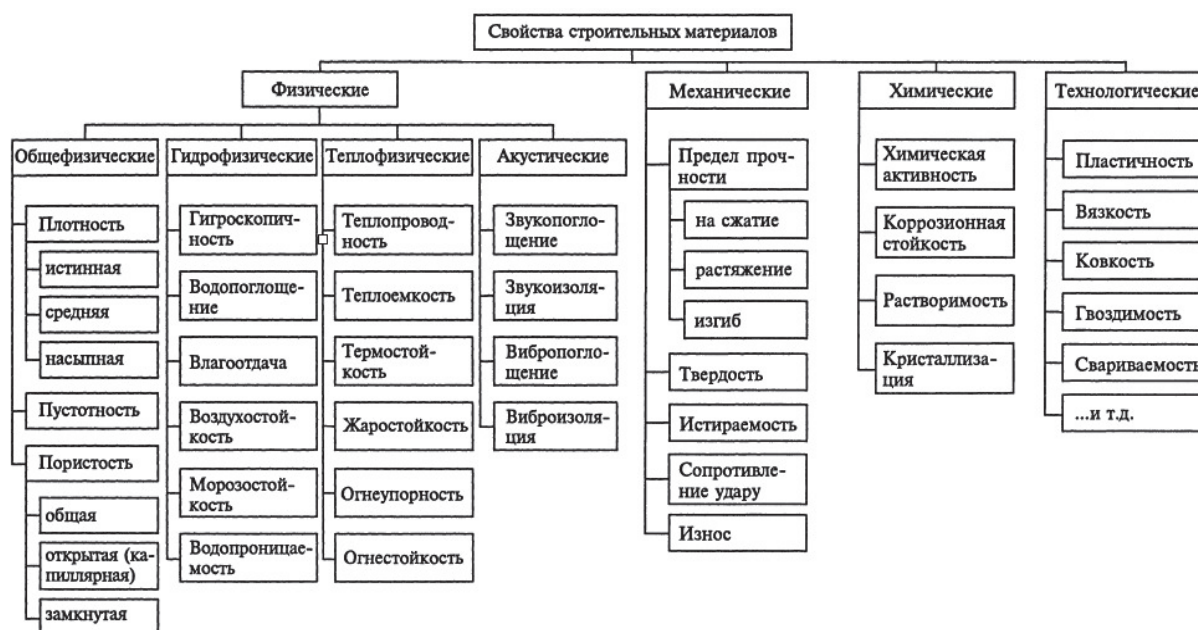 Свойства строительных материалов
Физические
Механические
Химические
Технологические
Общефизические
Гидрофизические
Теплофизические
Акустические
Плотность
истинная
средняя
насыпная
Пустотность
Пористость
общая
открытая (ка-
пиллярная)
замкнутая
Гигроскопич-
ность
Водопоглоще-
ние
Влагоотдача
Воздухостой-
кость
Морозостой-
кость
Водопроницае-
мость
Теплопровод-
ность
Теплоемкость
Термостой-
кость
Жаростойкость
Огнеупорность
Огнестойкость
Звукопогло-
щение
Звукоизоля-
ция
Вибропогло-
щение
Виброизоля-
ция
Предел проч-
ности
на сжатие
растяжение
изгиб
Твердость
Истираемость
Сопротивле-
ние удару
Износ
Химическая
активность
Коррозионная
стойкость
Растворимость
Кристаллиза-
ция
Пластичность
Вязкость
Ковкость
Гвоздимость
Свариваемость
...и т.д.